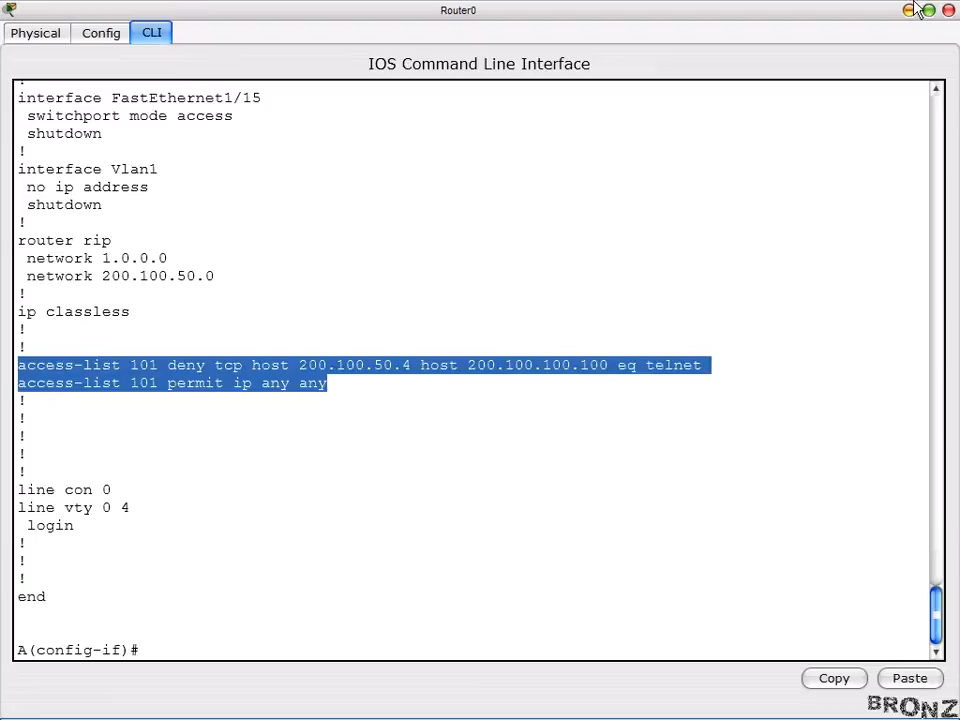 Router0
Physical Config CLI
IOS Command Line Interface
!
interface FastEthernet1/15
switchport mode access
shutdown
!
interface Vlan1
no ip address
shutdown
!
router rip
network 1.0.0.0
network 200.100.50.0
!
ip classless
!
!
access-list 101 deny tcp host 200.100.50.4 host 200.100.100.100 eq telnet
access-list 101 permit ip any any
!
!
!
!
!
line con 0
line vty 0 4
login
!
!
!
end
A(config-if)#
Copy Paste
BRONZ